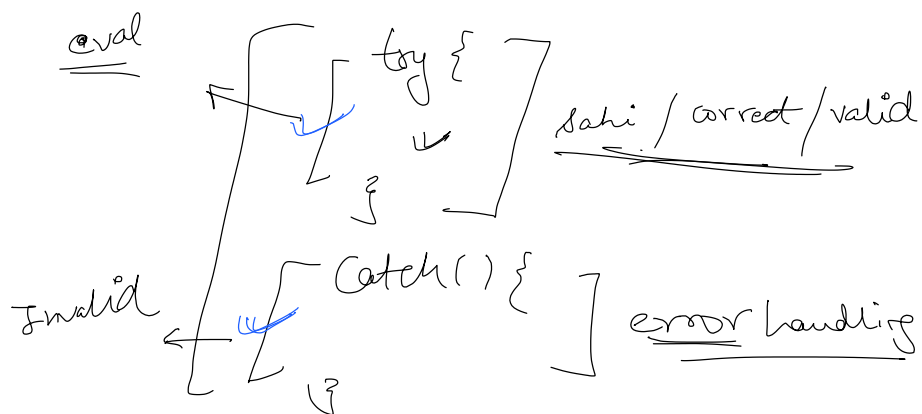 eval
try {
sahi / correct / valid
}
Catch() {
Invalid
error handling
}